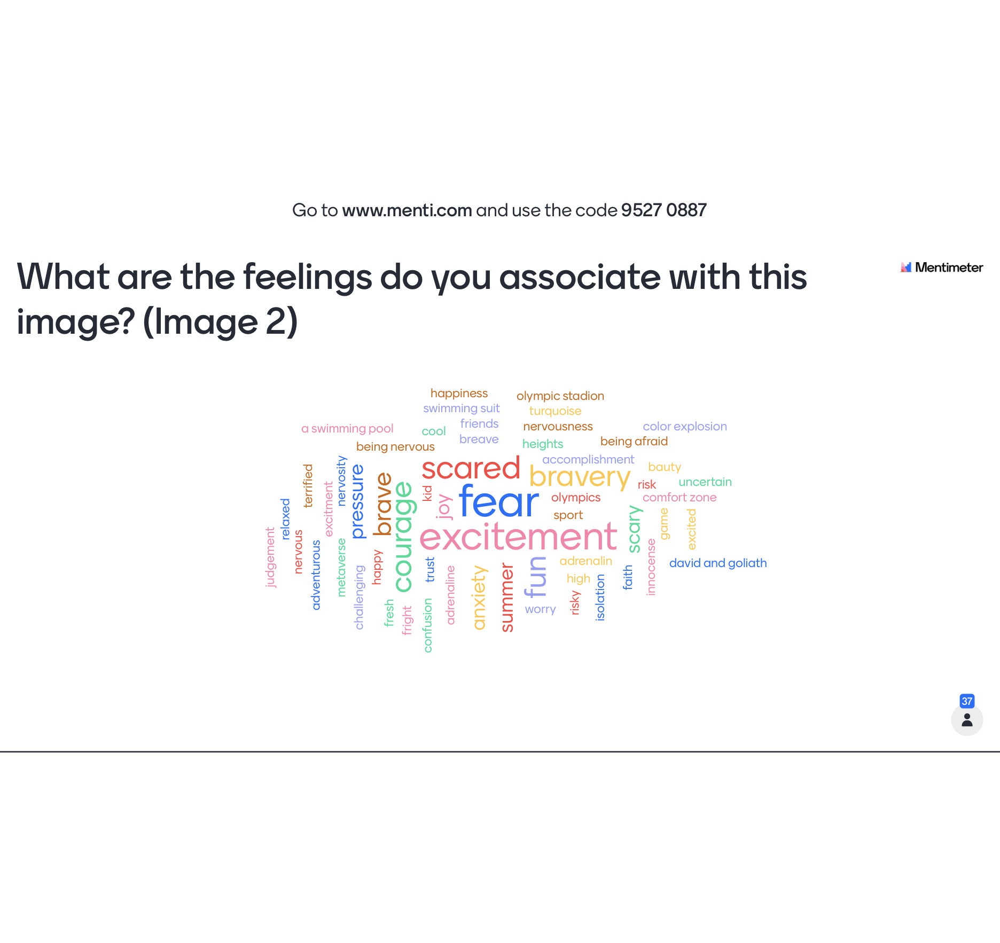 Go to www.menti.com and use the code 9527 0887
What are the feelings do you associate with this
image? (Image 2)
Mentimeter
happiness
olympic stadion
swimming suit
turquoise
friends
nervousness
color explosion
a swimming pool
cool
breave
heights
being afraid
being nervous
accomplishment
scared
bravery
bauty
uncertain
risk
terrified
nervosity
pressure
brave
courage
kid
joy
fear
olympics
comfort zone
sport
excitment
relaxed
excitement
scary
game
excited
judgement
nervous
adventurous
metaverse
challenging
happy
trust
adrenaline
anxiety
summer
fun
adrenalin
high
david and goliath
innocense
faith
isolation
risky
worry
fresh
fright
confusion
37